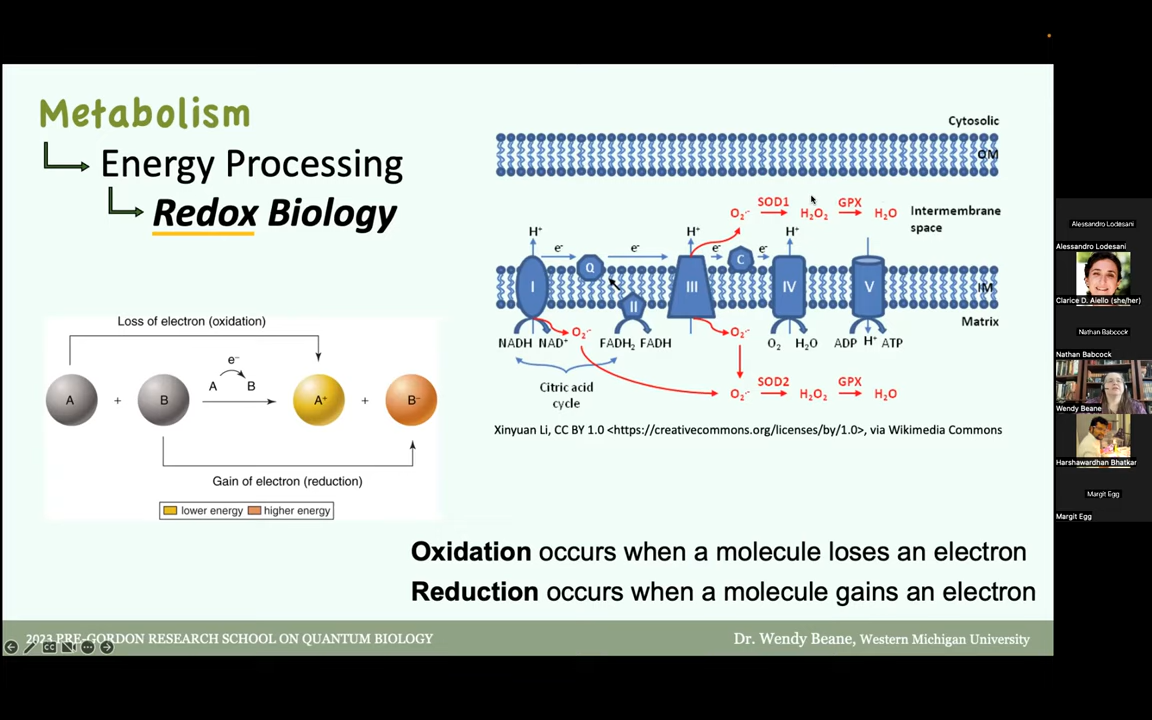 Metabolism
Energy Processing
Redox Biology
Loss of electron (oxidation)
e⁻
A B
A + B A⁺ + B⁻
Gain of electron (reduction)
lower energy higher energy
Cytosolic
OM
SOD1 GPX
O₂·⁻ H₂O₂ H₂O
Intermembrane
space
H⁺ H⁺ H⁺
e⁻ e⁻ e⁻ e⁻
Q C
I II III IV V
IM
Matrix
O₂·⁻ O₂·⁻
NADH NAD⁺ FADH₂ FADH O₂ H₂O ADP H⁺ ATP
Citric acid
cycle
SOD2 GPX
O₂·⁻ H₂O₂ H₂O
Xinyuan Li, CC BY 1.0 <https://creativecommons.org/licenses/by/1.0>, via Wikimedia Commons
Oxidation occurs when a molecule loses an electron
Reduction occurs when a molecule gains an electron
2023 PRE-GORDON RESEARCH SCHOOL ON QUANTUM BIOLOGY
Dr. Wendy Beane, Western Michigan University
CC
Alessandro Lodesani
Alessandro Lodesani
Clarice D. Aiello (she/her)
Nathan Babcock
Nathan Babcock
Wendy Beane
Harshawardhan Bhatkar
Margit Egg
Margit Egg